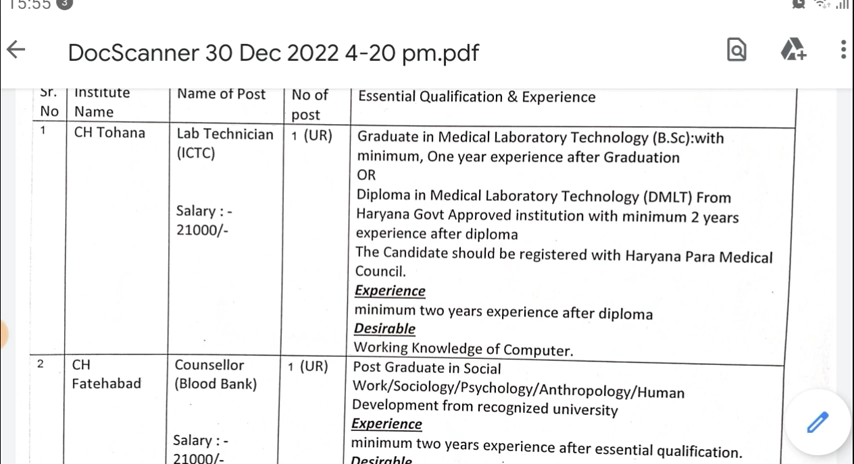 15:55 3
DocScanner 30 Dec 2022 4-20 pm.pdf
Sr. No | Institute Name | Name of Post | No of post | Essential Qualification & Experience
1 | CH Tohana | Lab Technician (ICTC) | 1 (UR) | Graduate in Medical Laboratory Technology (B.Sc):with
minimum, One year experience after Graduation
OR
Diploma in Medical Laboratory Technology (DMLT) From
Salary : - | Haryana Govt Approved institution with minimum 2 years
21000/- | experience after diploma
The Candidate should be registered with Haryana Para Medical
Council.
Experience
minimum two years experience after diploma
Desirable
Working Knowledge of Computer.
2 | CH Fatehabad | Counsellor (Blood Bank) | 1 (UR) | Post Graduate in Social
Work/Sociology/Psychology/Anthropology/Human
Development from recognized university
Experience
Salary : - | minimum two years experience after essential qualification.
21000/- | Desirable